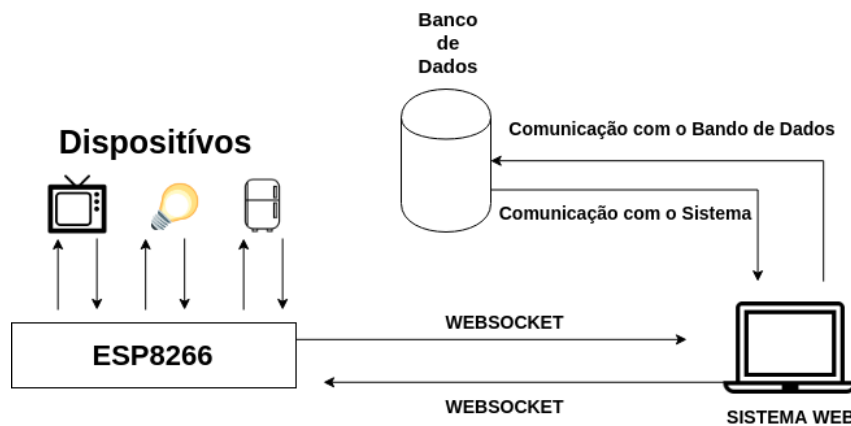 Banco
de
Dados
Comunicação com o Bando de Dados
Dispositívos
Comunicação com o Sistema
WEBSOCKET
ESP8266
WEBSOCKET
SISTEMA WEB